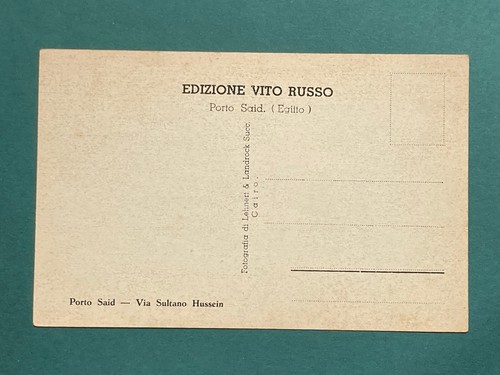 EDIZIONE VITO RUSSO
Porto Said. ( Egitto )
Fotografia di Lehnert & Landrock Succ.
Cairo.
Porto Said — Via Sultano Hussein